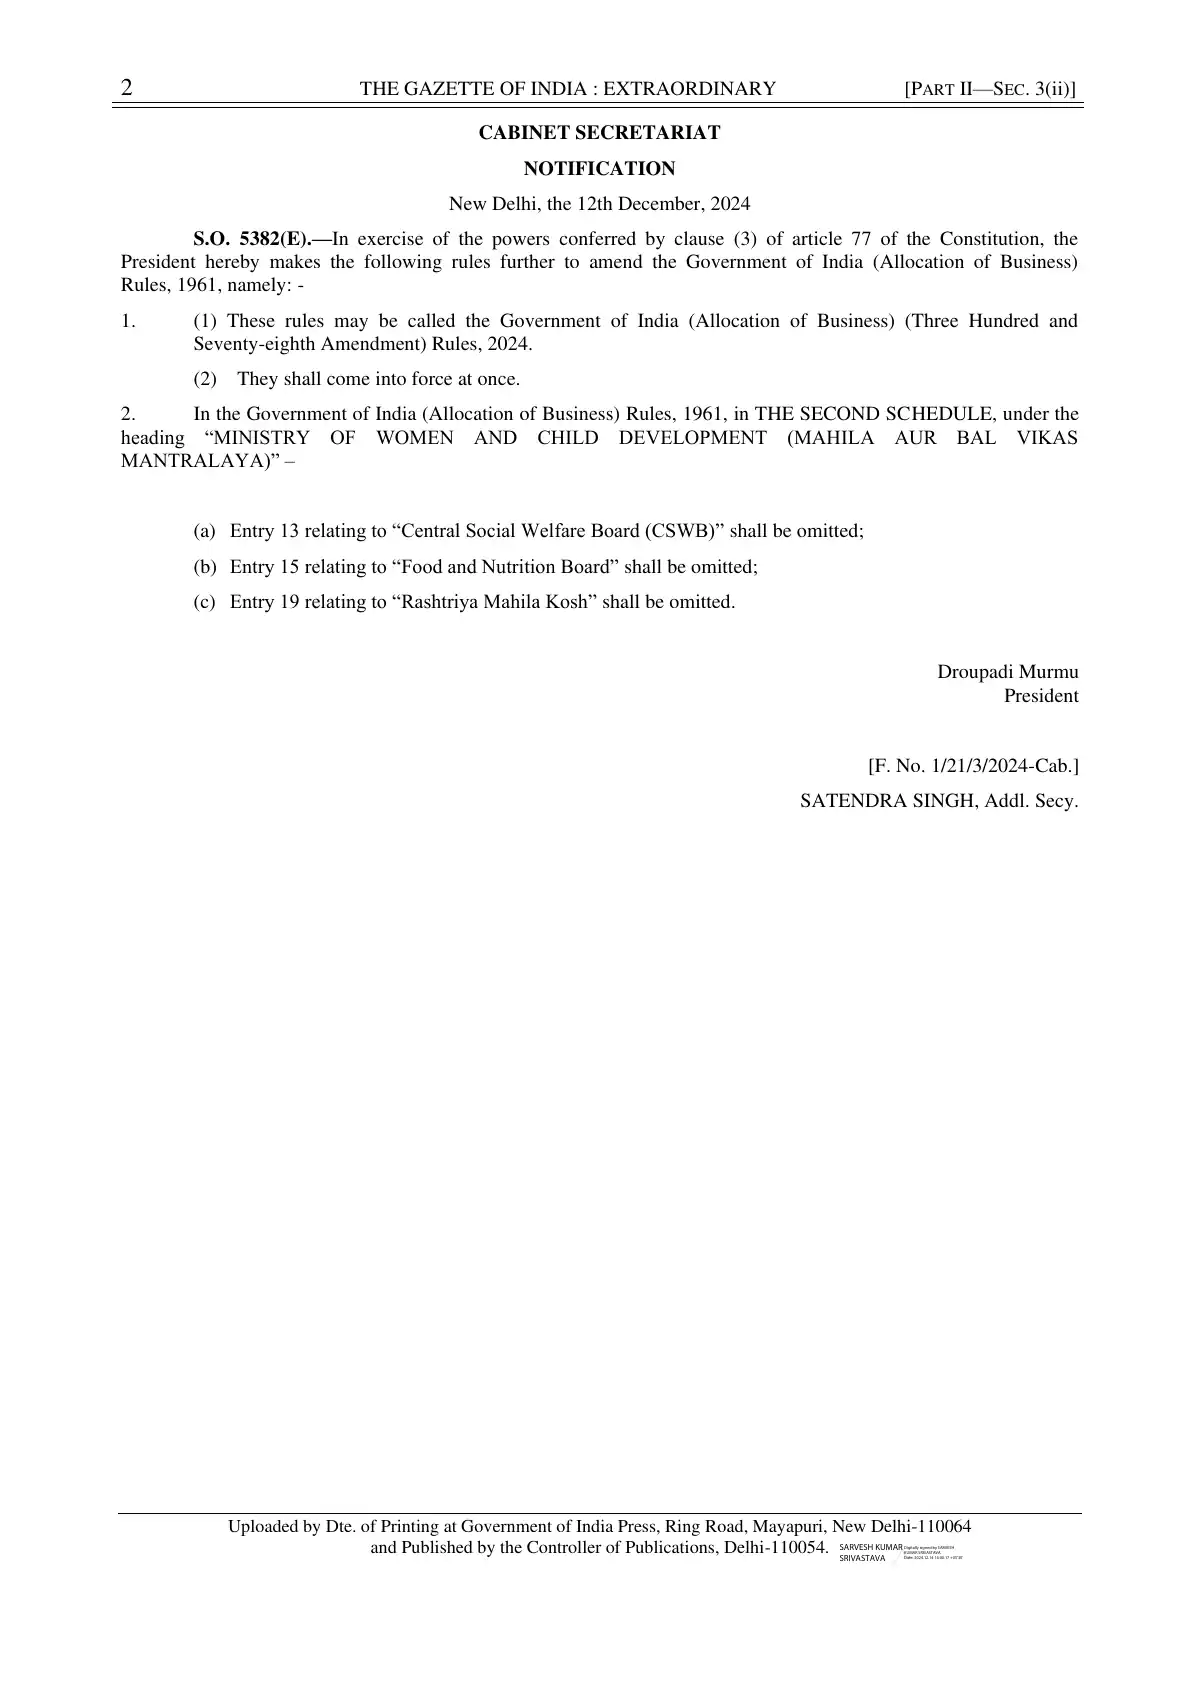 2 THE GAZETTE OF INDIA : EXTRAORDINARY [PART II—SEC. 3(ii)]
CABINET SECRETARIAT
NOTIFICATION
New Delhi, the 12th December, 2024
S.O. 5382(E).—In exercise of the powers conferred by clause (3) of article 77 of the Constitution, the
President hereby makes the following rules further to amend the Government of India (Allocation of Business)
Rules, 1961, namely: -
1. (1) These rules may be called the Government of India (Allocation of Business) (Three Hundred and
Seventy-eighth Amendment) Rules, 2024.
(2) They shall come into force at once.
2. In the Government of India (Allocation of Business) Rules, 1961, in THE SECOND SCHEDULE, under the
heading “MINISTRY OF WOMEN AND CHILD DEVELOPMENT (MAHILA AUR BAL VIKAS
MANTRALAYA)” –
(a) Entry 13 relating to “Central Social Welfare Board (CSWB)” shall be omitted;
(b) Entry 15 relating to “Food and Nutrition Board” shall be omitted;
(c) Entry 19 relating to “Rashtriya Mahila Kosh” shall be omitted.
Droupadi Murmu
President
[F. No. 1/21/3/2024-Cab.]
SATENDRA SINGH, Addl. Secy.
Uploaded by Dte. of Printing at Government of India Press, Ring Road, Mayapuri, New Delhi-110064
and Published by the Controller of Publications, Delhi-110054.
SARVESH KUMAR
SRIVASTAVA
Digitally signed by SARVESH
KUMAR SRIVASTAVA